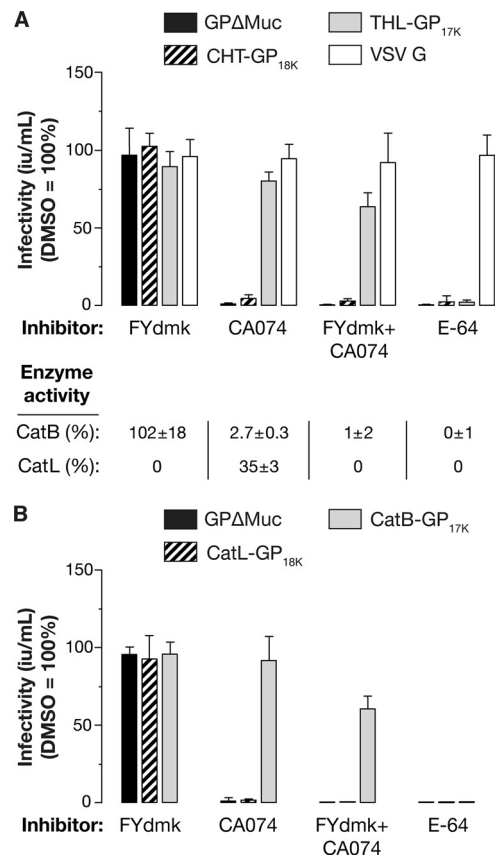 A
GPΔMuc THL-GP17K
CHT-GP18K VSV G
Infectivity (iu/mL)
(DMSO = 100%)
150
100
50
0
Inhibitor: FYdmk CA074 FYdmk+ E-64
CA074
Enzyme
activity
CatB (%): 102±18 2.7±0.3 1±2 0±1
CatL (%): 0 35±3 0 0
B
GPΔMuc CatB-GP17K
CatL-GP18K
Infectivity (iu/mL)
(DMSO = 100%)
150
100
50
0
Inhibitor: FYdmk CA074 FYdmk+ E-64
CA074